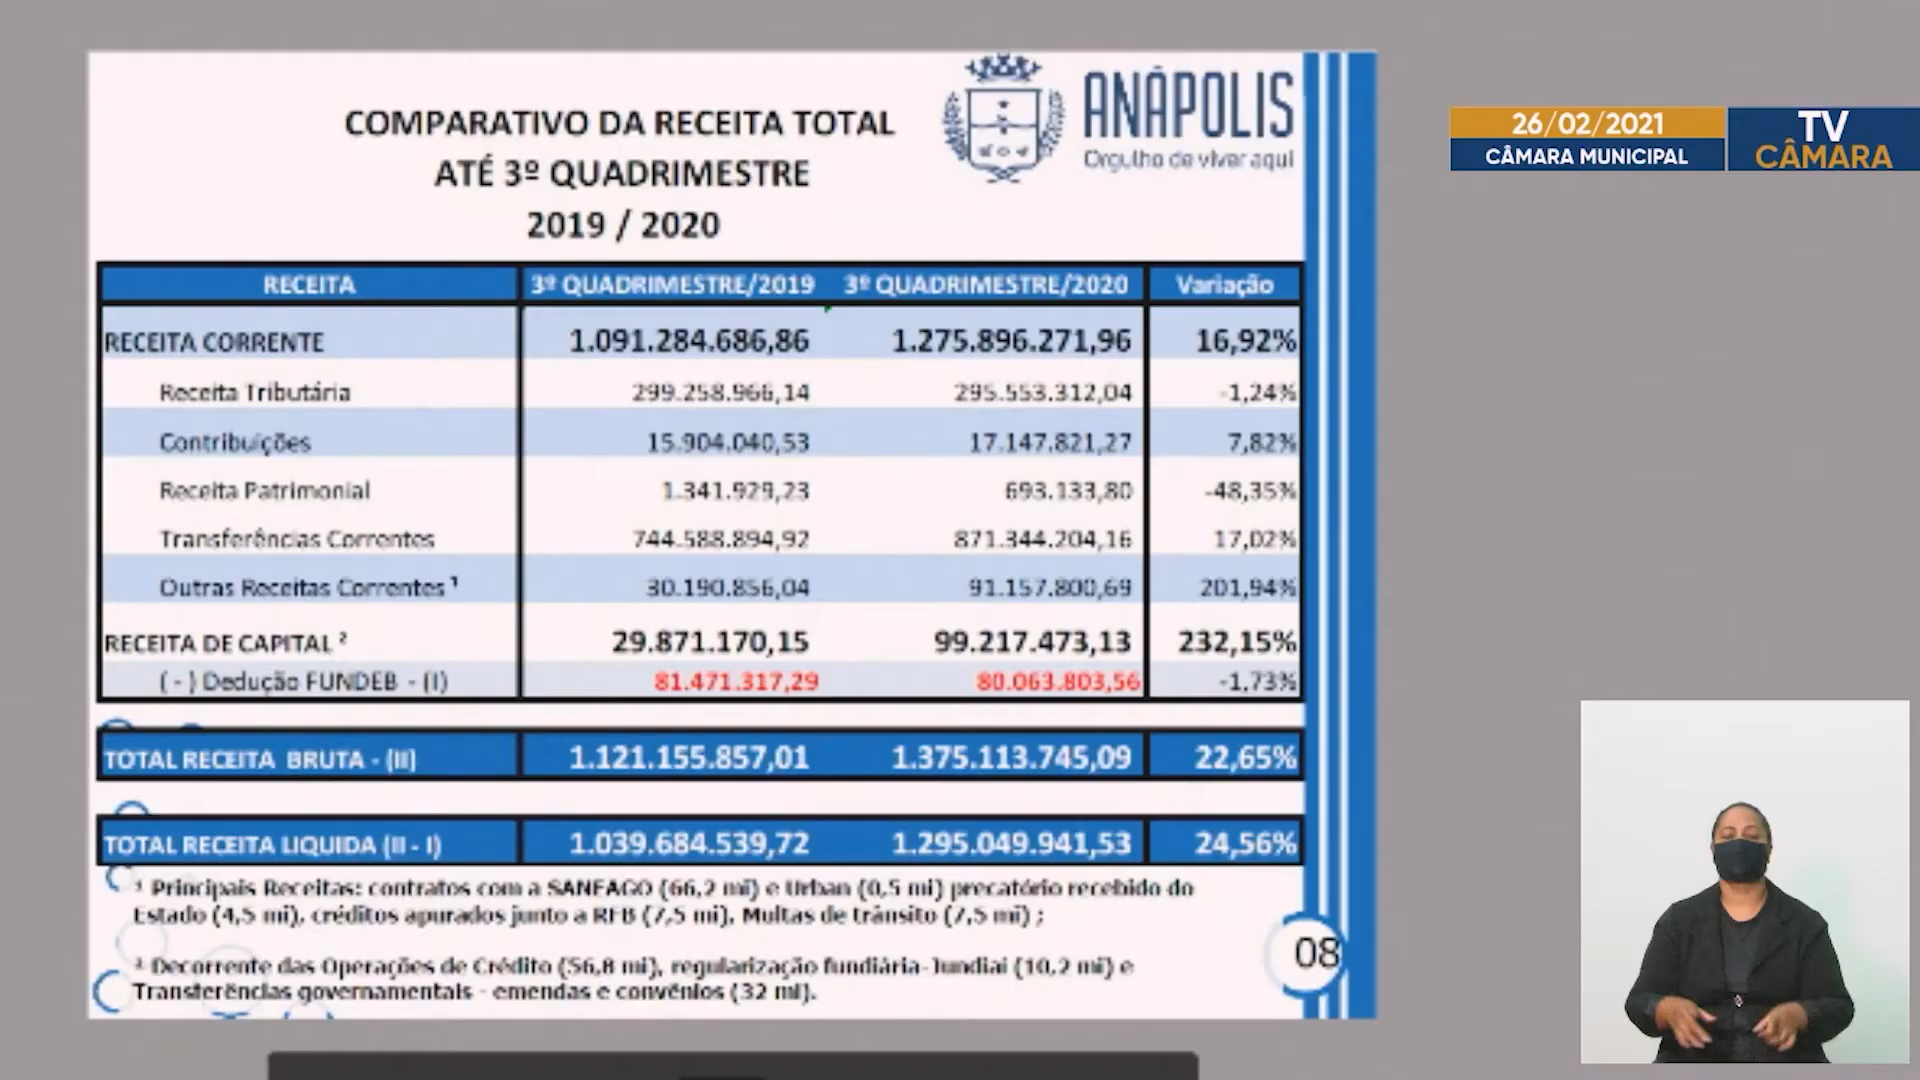 COMPARATIVO DA RECEITA TOTAL
ATÉ 3º QUADRIMESTRE
2019 / 2020
ANÁPOLIS
Orgulho de viver aqui
26/02/2021
CÂMARA MUNICIPAL
TV
CÂMARA
RECEITA 3º QUADRIMESTRE/2019 3º QUADRIMESTRE/2020 Variação
RECEITA CORRENTE 1.091.284.686,86 1.275.896.271,96 16,92%
Receita Tributária 299.258.966,14 295.553.312,04 -1,24%
Contribuições 15.904.040,53 17.147.821,27 7,82%
Receita Patrimonial 1.341.929,23 693.133,80 -48,35%
Transferências Correntes 744.588.894,92 871.344.204,16 17,02%
Outras Receitas Correntes ¹ 30.190.856,04 91.157.800,69 201,94%
RECEITA DE CAPITAL ² 29.871.170,15 99.217.473,13 232,15%
( - ) Dedução FUNDEB - (I) 81.471.317,29 80.063.803,56 -1,73%
TOTAL RECEITA BRUTA - (II) 1.121.155.857,01 1.375.113.745,09 22,65%
TOTAL RECEITA LIQUIDA (II - I) 1.039.684.539,72 1.295.049.941,53 24,56%
¹ Principais Receitas: contratos com a SANEAGO (66,2 mi) e Urban (0,5 mi) precatório recebido do
Estado (4,5 mi), créditos apurados junto a RFB (7,5 mi), Multas de trânsito (7,5 mi) ;
² Decorrente das Operações de Crédito (56,8 mi), regularização fundiária-Jundiai (10,2 mi) e
Transferências governamentais - emendas e convênios (32 mi).
08